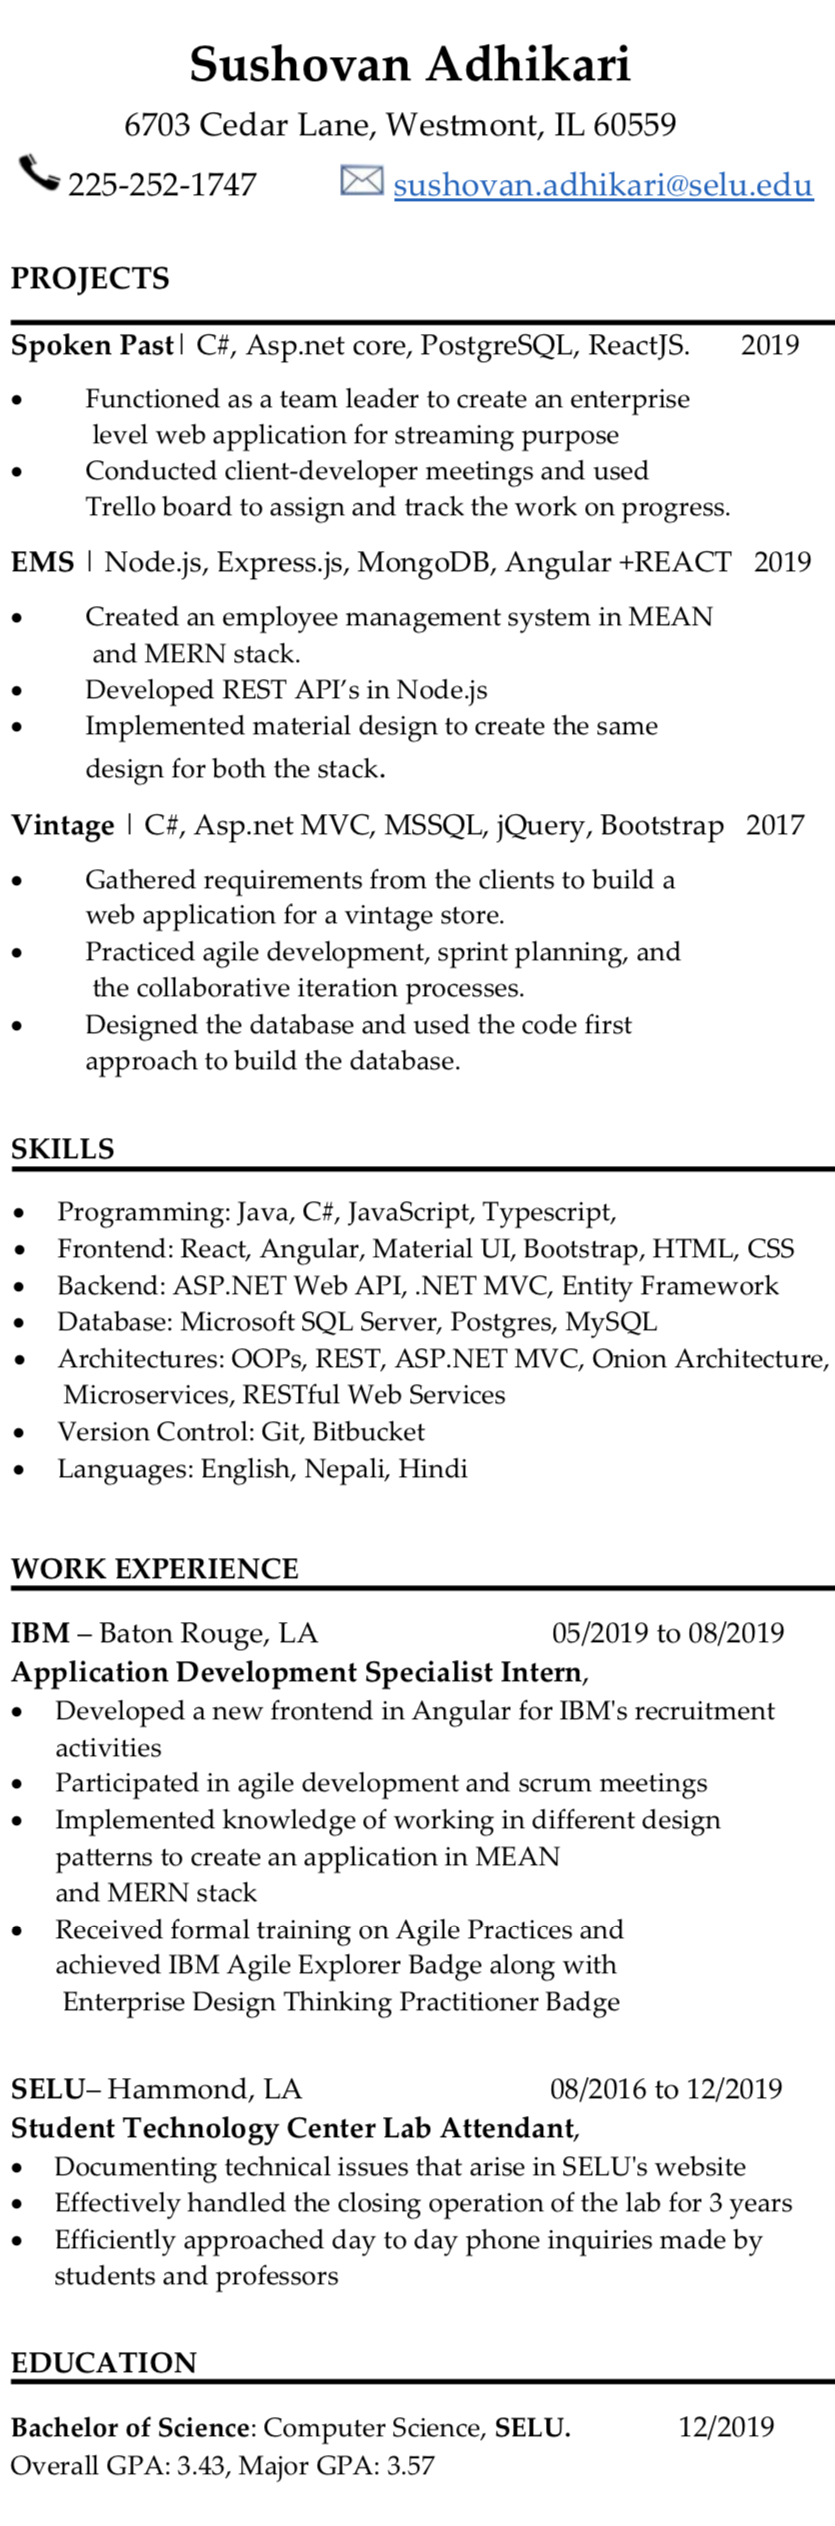 Sushovan Adhikari
6703 Cedar Lane, Westmont, IL 60559
225-252-1747 sushovan.adhikari@selu.edu
PROJECTS
Spoken Past| C#, Asp.net core, PostgreSQL, ReactJS. 2019
• Functioned as a team leader to create an enterprise
level web application for streaming purpose
• Conducted client-developer meetings and used
Trello board to assign and track the work on progress.
EMS | Node.js, Express.js, MongoDB, Angular +REACT 2019
• Created an employee management system in MEAN
and MERN stack.
• Developed REST API’s in Node.js
• Implemented material design to create the same
design for both the stack.
Vintage | C#, Asp.net MVC, MSSQL, jQuery, Bootstrap 2017
• Gathered requirements from the clients to build a
web application for a vintage store.
• Practiced agile development, sprint planning, and
the collaborative iteration processes.
• Designed the database and used the code first
approach to build the database.
SKILLS
• Programming: Java, C#, JavaScript, Typescript,
• Frontend: React, Angular, Material UI, Bootstrap, HTML, CSS
• Backend: ASP.NET Web API, .NET MVC, Entity Framework
• Database: Microsoft SQL Server, Postgres, MySQL
• Architectures: OOPs, REST, ASP.NET MVC, Onion Architecture,
Microservices, RESTful Web Services
• Version Control: Git, Bitbucket
• Languages: English, Nepali, Hindi
WORK EXPERIENCE
IBM – Baton Rouge, LA 05/2019 to 08/2019
Application Development Specialist Intern,
• Developed a new frontend in Angular for IBM's recruitment
activities
• Participated in agile development and scrum meetings
• Implemented knowledge of working in different design
patterns to create an application in MEAN
and MERN stack
• Received formal training on Agile Practices and
achieved IBM Agile Explorer Badge along with
Enterprise Design Thinking Practitioner Badge
SELU– Hammond, LA 08/2016 to 12/2019
Student Technology Center Lab Attendant,
• Documenting technical issues that arise in SELU's website
• Effectively handled the closing operation of the lab for 3 years
• Efficiently approached day to day phone inquiries made by
students and professors
EDUCATION
Bachelor of Science: Computer Science, SELU. 12/2019
Overall GPA: 3.43, Major GPA: 3.57